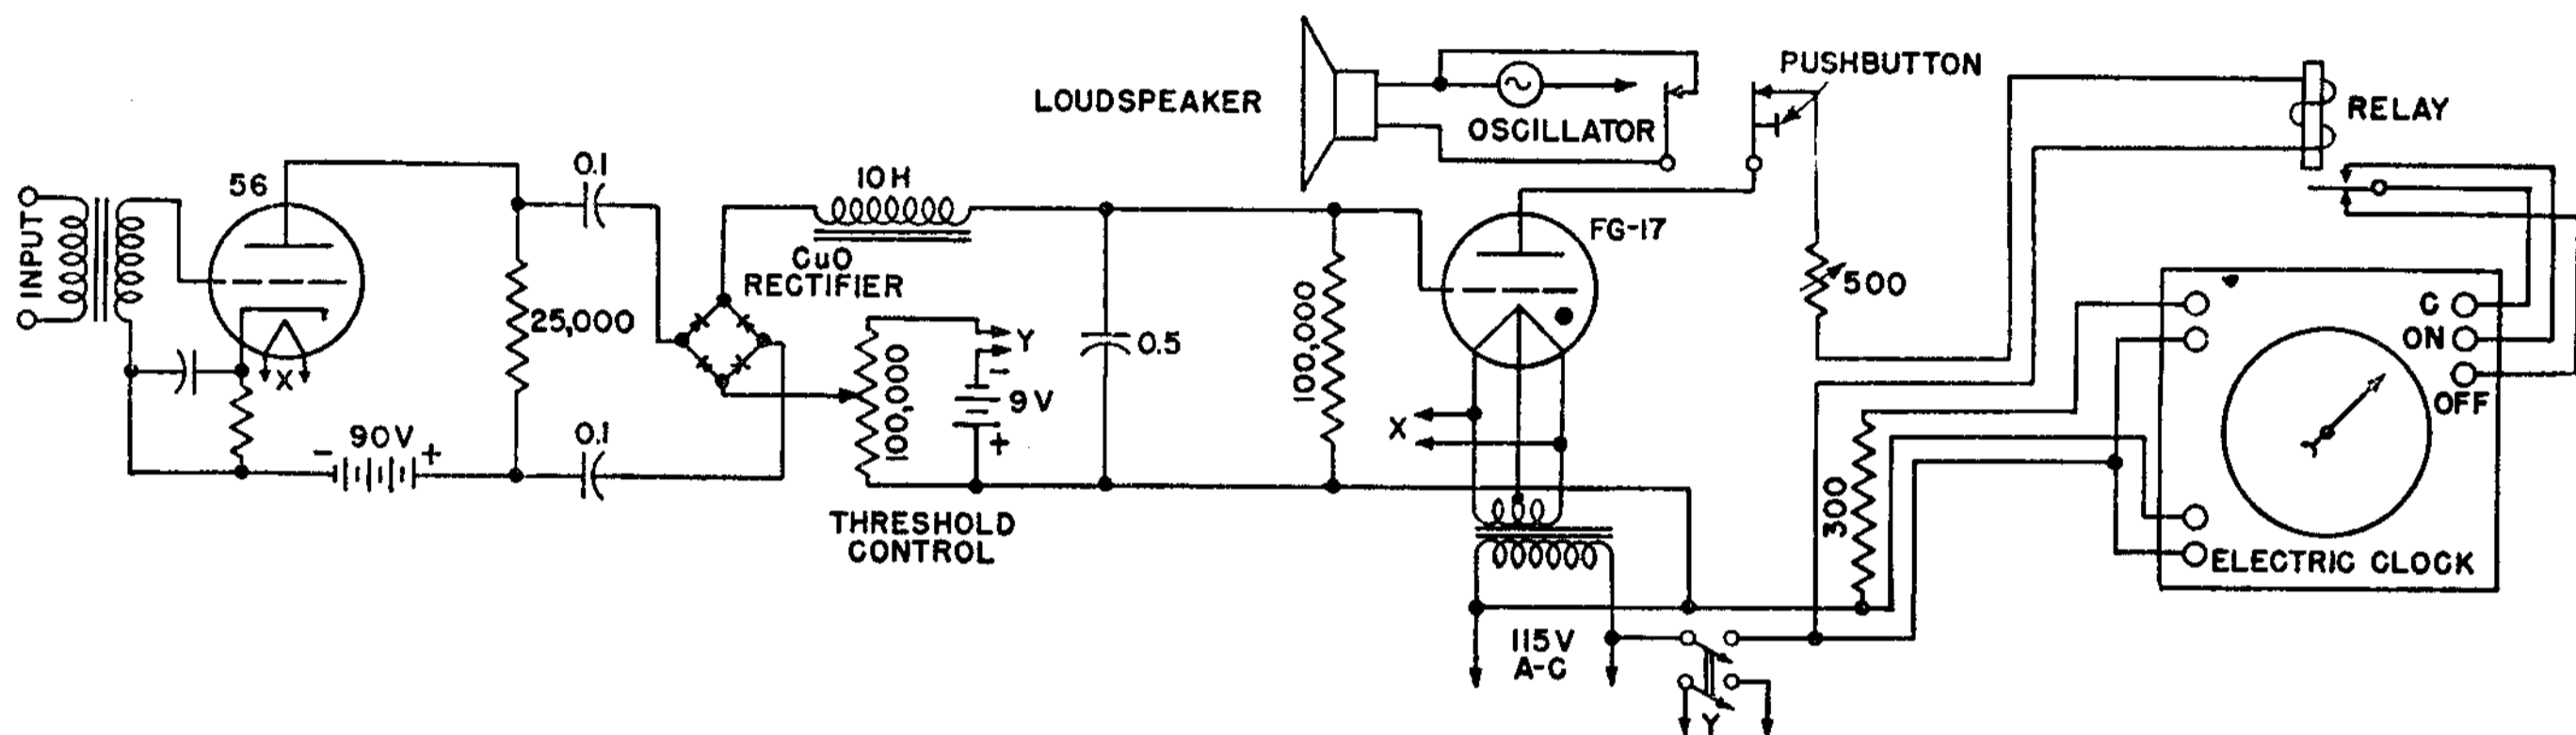 INPUT
56
X
90V
-
+
25,000
0.1
0.1
CuO
RECTIFIER
10H
100,000
THRESHOLD
CONTROL
Y
-
9V
+
0.5
100,000
LOUDSPEAKER
OSCILLATOR
PUSHBUTTON
FG-17
X
115V
A-C
Y
500
300
RELAY
C
ON
OFF
ELECTRIC CLOCK